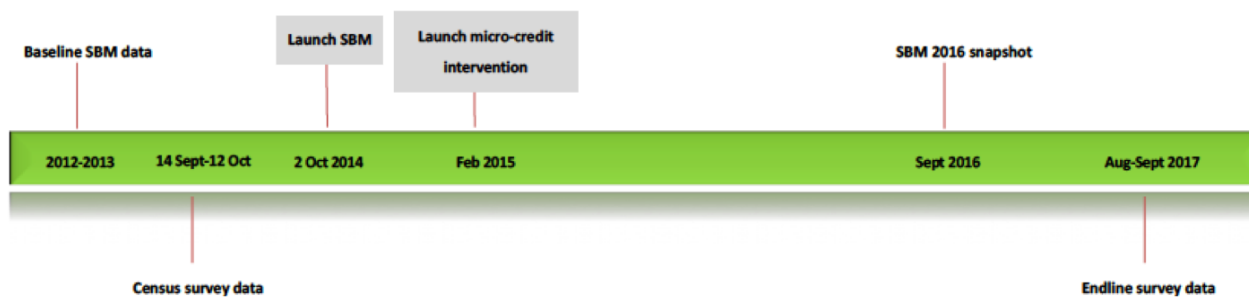 Baseline SBM data
Launch SBM
Launch micro-credit
intervention
SBM 2016 snapshot
2012-2013
14 Sept-12 Oct
2 Oct 2014
Feb 2015
Sept 2016
Aug-Sept 2017
Census survey data
Endline survey data